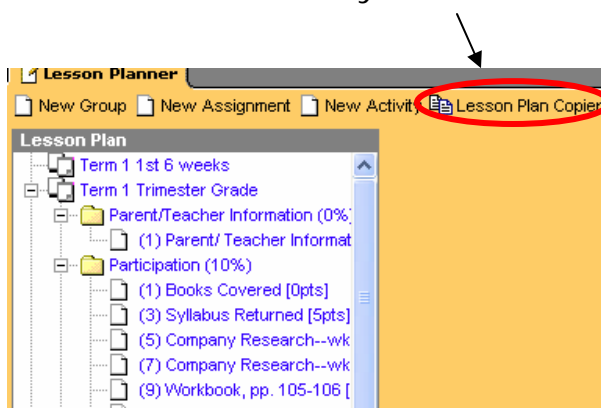 Lesson Planner
New Group New Assignment New Activity Lesson Plan Copier
Lesson Plan
Term 1 1st 6 weeks
Term 1 Trimester Grade
Parent/Teacher Information (0%)
(1) Parent/ Teacher Informat
Participation (10%)
(1) Books Covered [0pts]
(3) Syllabus Returned [5pts]
(5) Company Research--wk
(7) Company Research--wk
(9) Workbook, pp. 105-106 [